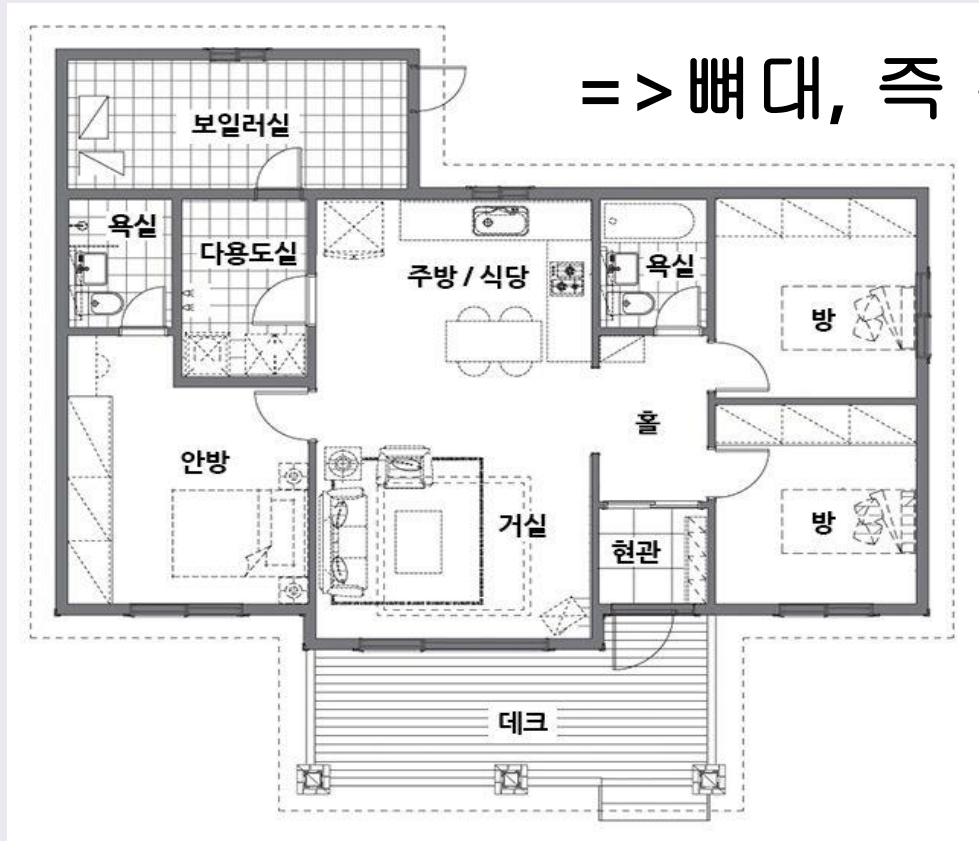 =>뼈대, 즉
보일러실
욕실
다용도실
주방 / 식당
욕실
방
홀
안방
거실
방
현관
데크